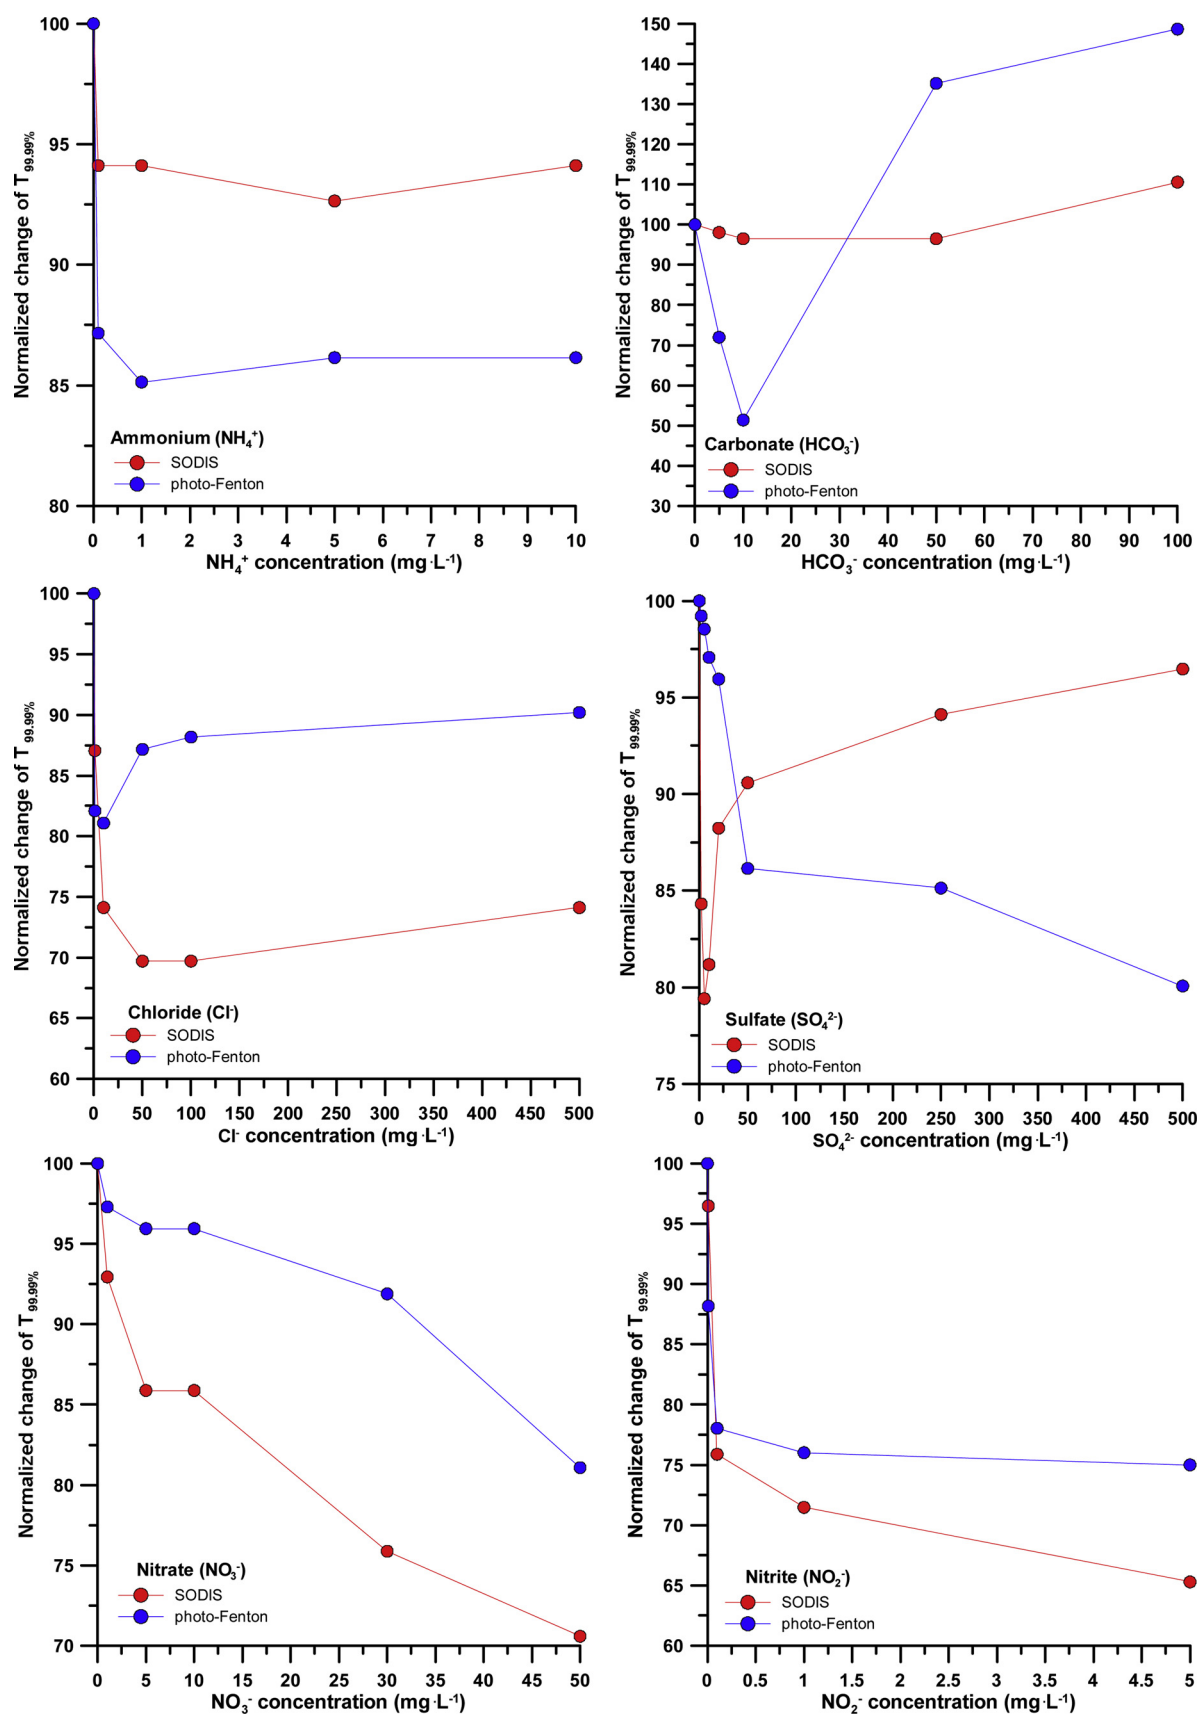 100
95
90
85
80
Normalized change of T99.99%
Ammonium (NH4+)
SODIS
photo-Fenton
0 1 2 3 4 5 6 7 8 9 10
NH4+ concentration (mg·L-1)
150
140
130
120
110
100
90
80
70
60
50
40
30
Normalized change of T99.99%
Carbonate (HCO3-)
SODIS
photo-Fenton
0 10 20 30 40 50 60 70 80 90 100
HCO3- concentration (mg·L-1)
100
95
90
85
80
75
70
65
60
Normalized change of T99.99%
Chloride (Cl-)
SODIS
photo-Fenton
0 50 100 150 200 250 300 350 400 450 500
Cl- concentration (mg·L-1)
100
95
90
85
80
75
Normalized change of T99.99%
Sulfate (SO42-)
SODIS
photo-Fenton
0 50 100 150 200 250 300 350 400 450 500
SO42- concentration (mg·L-1)
100
95
90
85
80
75
70
Normalized change of T99.99%
Nitrate (NO3-)
SODIS
photo-Fenton
0 5 10 15 20 25 30 35 40 45 50
NO3- concentration (mg·L-1)
100
95
90
85
80
75
70
65
60
Normalized change of T99.99%
Nitrite (NO2-)
SODIS
photo-Fenton
0 0.5 1 1.5 2 2.5 3 3.5 4 4.5 5
NO2- concentration (mg·L-1)